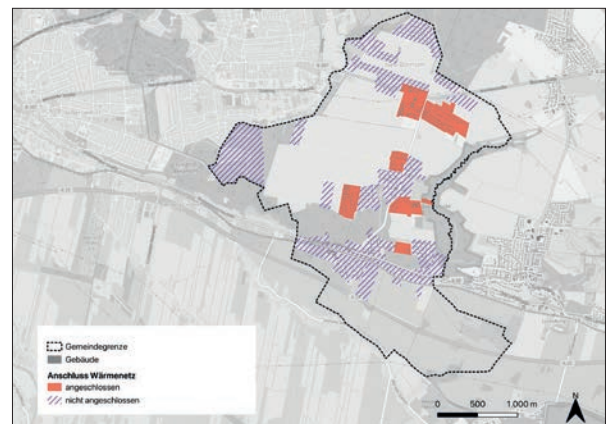 Gemeindegrenze
Gebäude
Anschluss Wärmenetz
angeschlossen
nicht angeschlossen
0 500 1.000 m
N